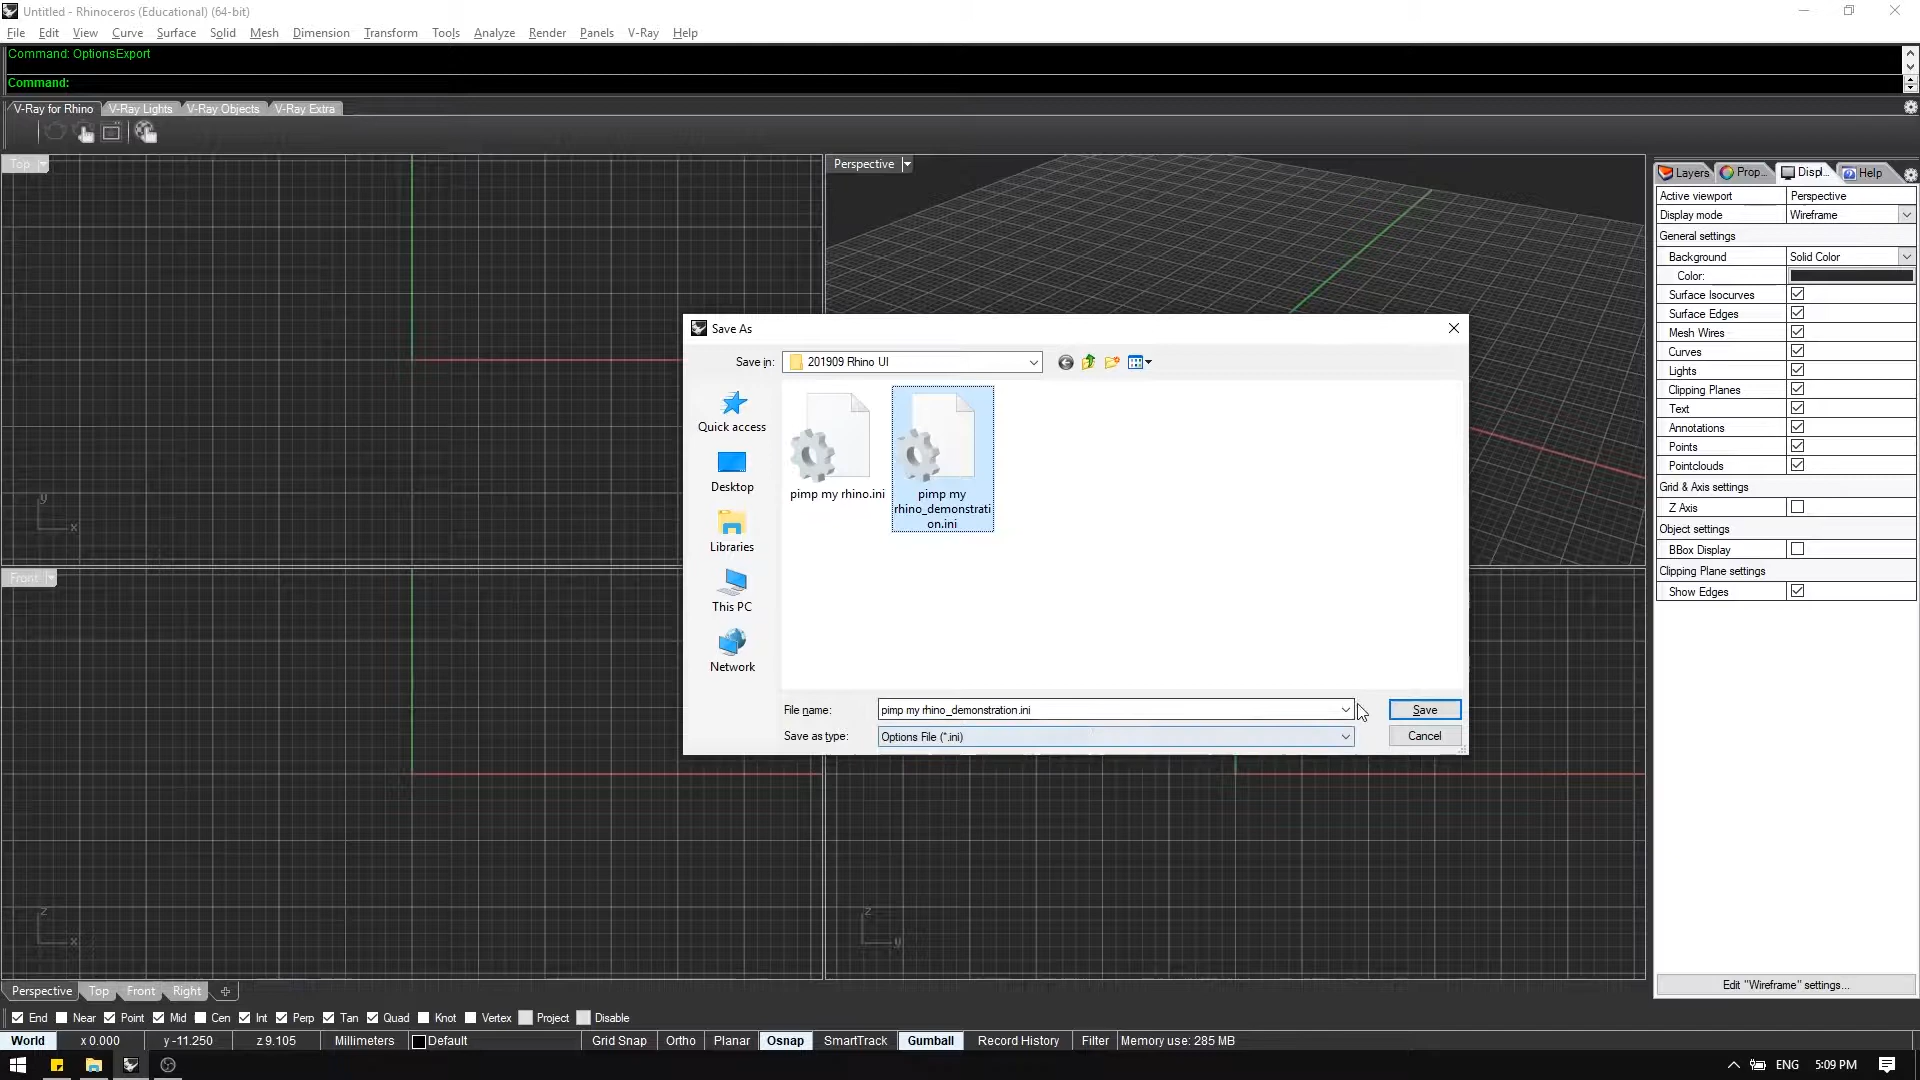 Untitled - Rhinoceros (Educational) (64-bit)
File Edit View Curve Surface Solid Mesh Dimension Transform Tools Analyze Render Panels V-Ray Help
Command: OptionsExport
Command:
V-Ray for Rhino V-Ray Lights V-Ray Objects V-Ray Extra
Top
Perspective
Layers Prop... Displ... Help
Active viewport Perspective
Display mode Wireframe
General settings
Background Solid Color
Color:
Surface Isocurves
Surface Edges
Mesh Wires
Curves
Lights
Clipping Planes
Text
Annotations
Points
Pointclouds
Grid & Axis settings
Z Axis
Object settings
BBox Display
Clipping Plane settings
Show Edges
Edit "Wireframe" settings...
Save As
Save in: 201909 Rhino UI
Quick access
Desktop
Libraries
This PC
Network
pimp my rhino.ini
pimp my
rhino_demonstrati
on.ini
File name: pimp my rhino_demonstration.ini
Save as type: Options File (*.ini)
Save
Cancel
y
x
Front
z
x
z
y
Perspective Top Front Right
End Near Point Mid Cen Int Perp Tan Quad Knot Vertex Project Disable
World x 0.000 y -11.250 z 9.105 Millimeters Default Grid Snap Ortho Planar Osnap SmartTrack Gumball Record History Filter Memory use: 285 MB
ENG 5:09 PM